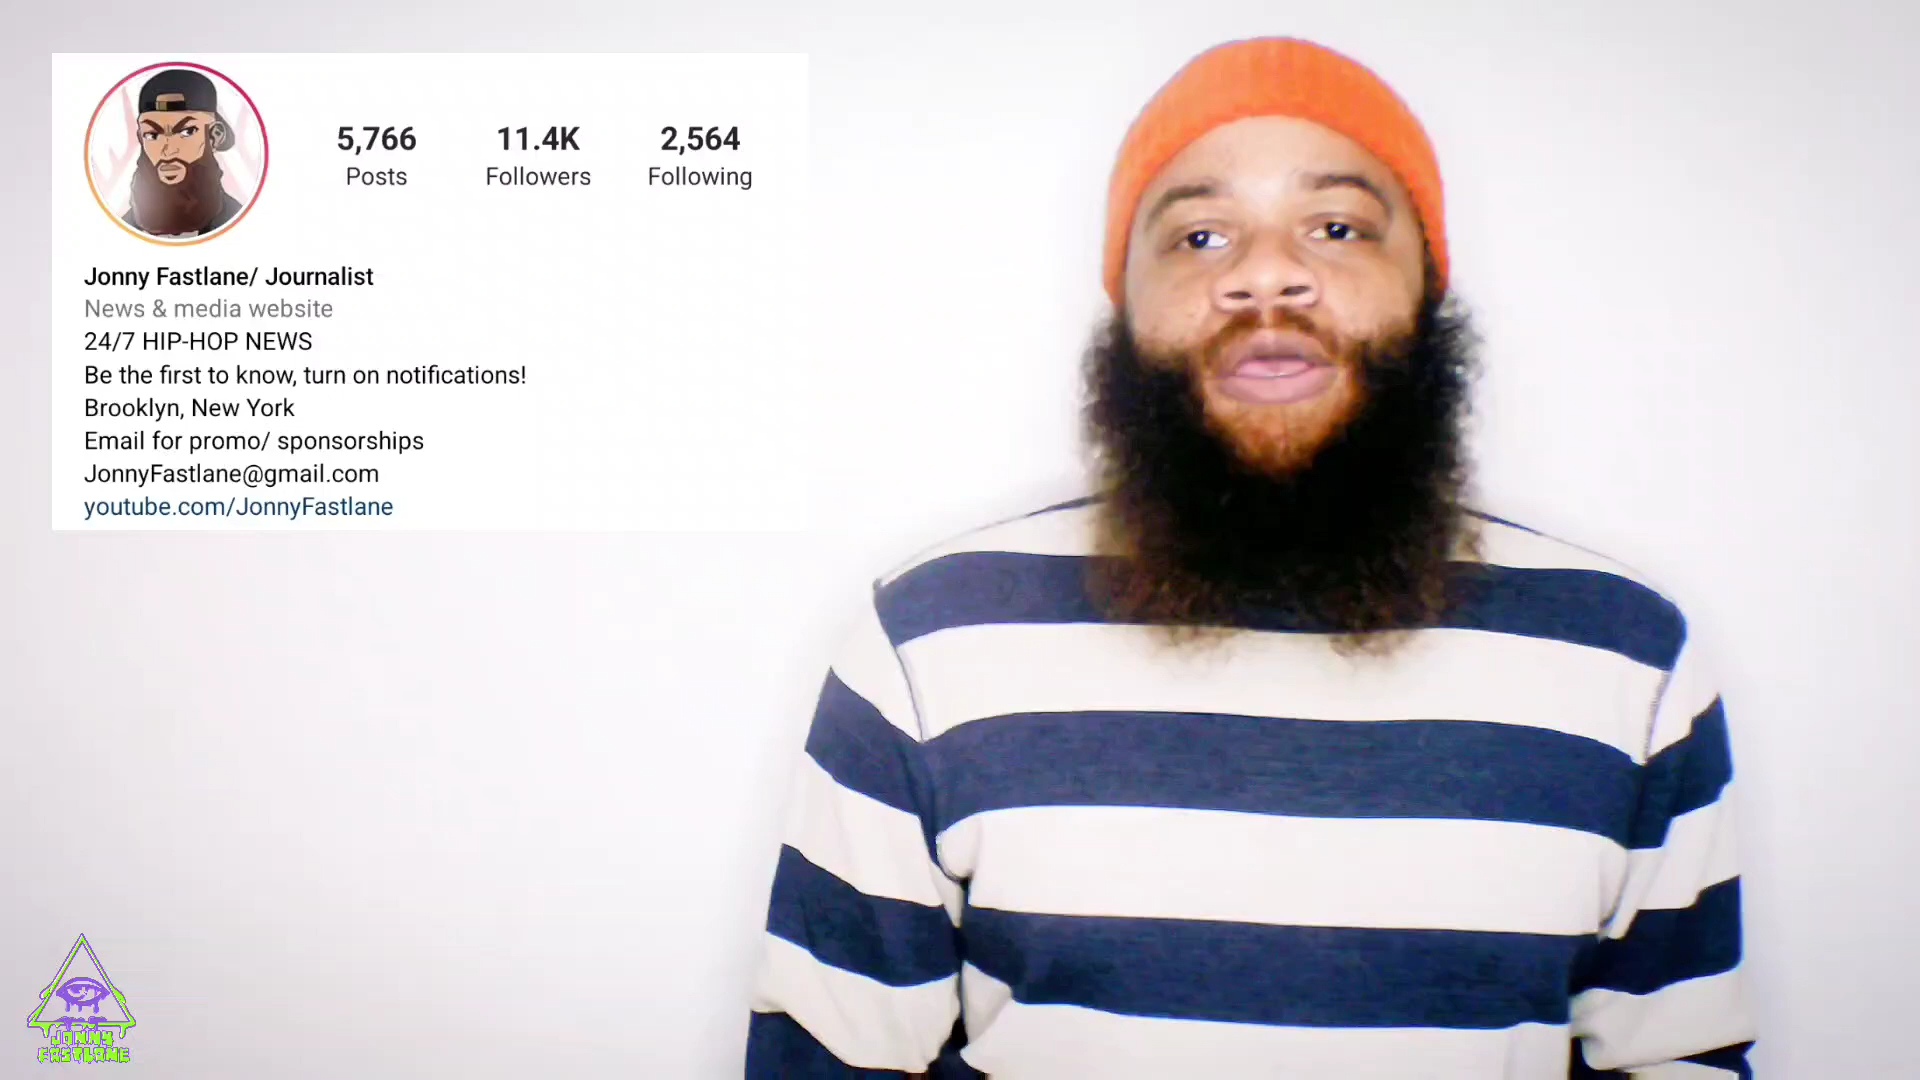 5,766 11.4K 2,564
Posts Followers Following
Jonny Fastlane/ Journalist
News & media website
24/7 HIP-HOP NEWS
Be the first to know, turn on notifications!
Brooklyn, New York
Email for promo/ sponsorships
JonnyFastlane@gmail.com
youtube.com/JonnyFastlane
JONNY
FASTLANE